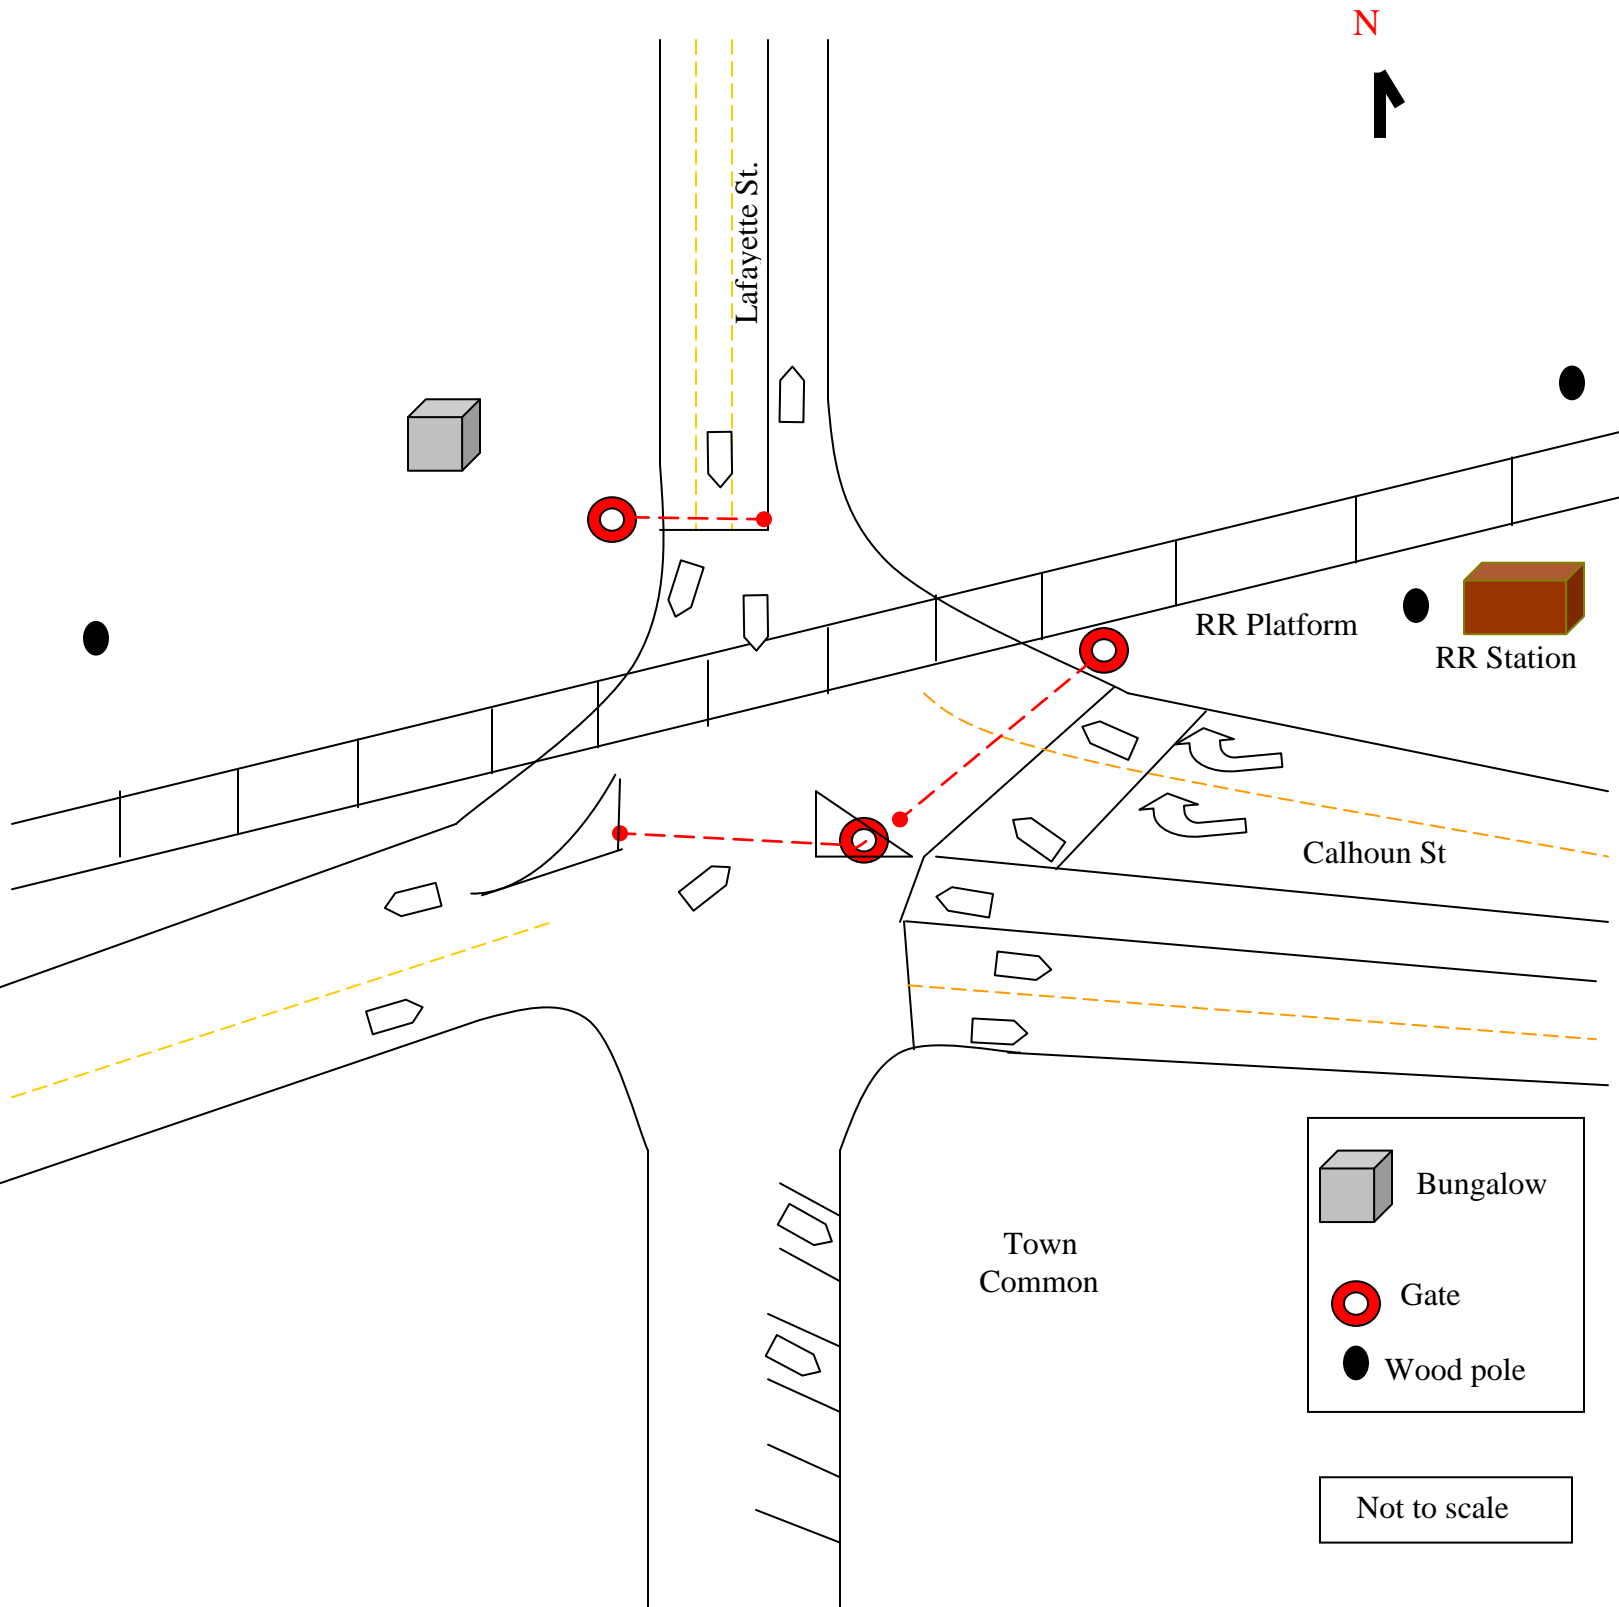 N
Lafayette St.
RR Platform
RR Station
Calhoun St
Town
Common
Bungalow
Gate
Wood pole
Not to scale